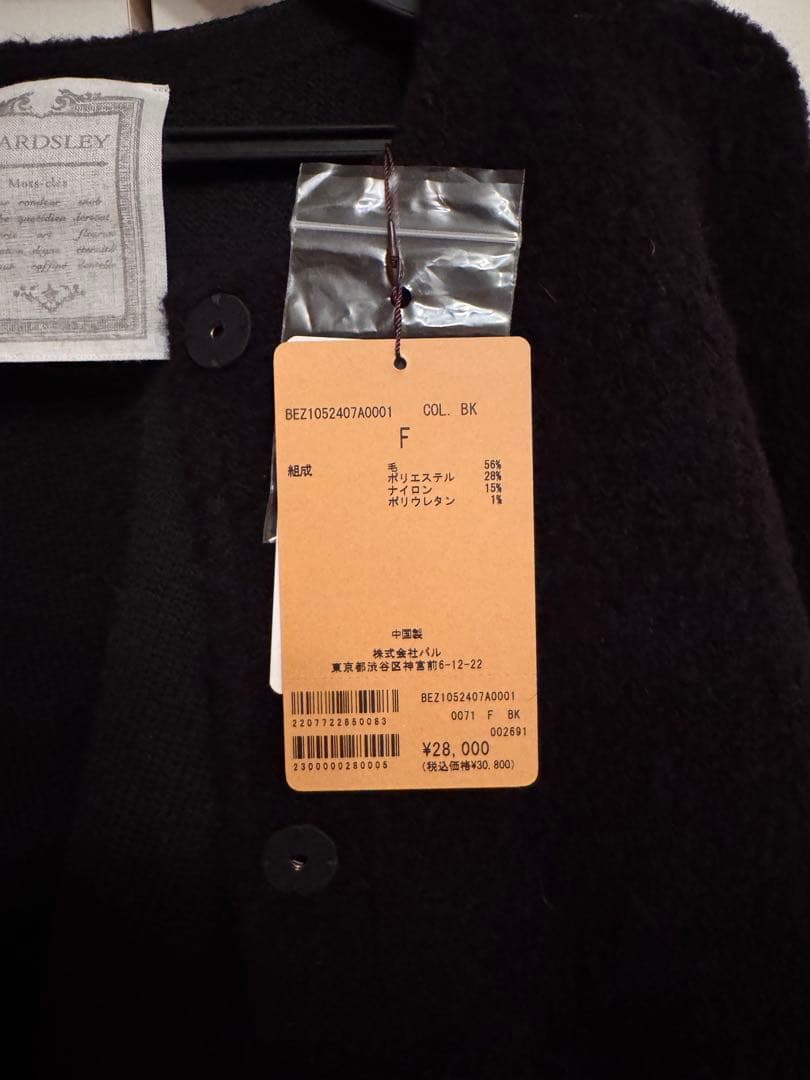 ARDSLEY
Mots-clés
BEZ1052407A0001 COL. BK
F
組成
毛 56%
ポリエステル 28%
ナイロン 15%
ポリウレタン 1%
中国製
株式会社パル
東京都渋谷区神宮前6-12-22
BEZ1052407A0001
0071 F BK
002691
2207722850083
2300000280005
¥28,000
(税込価格¥30,800)